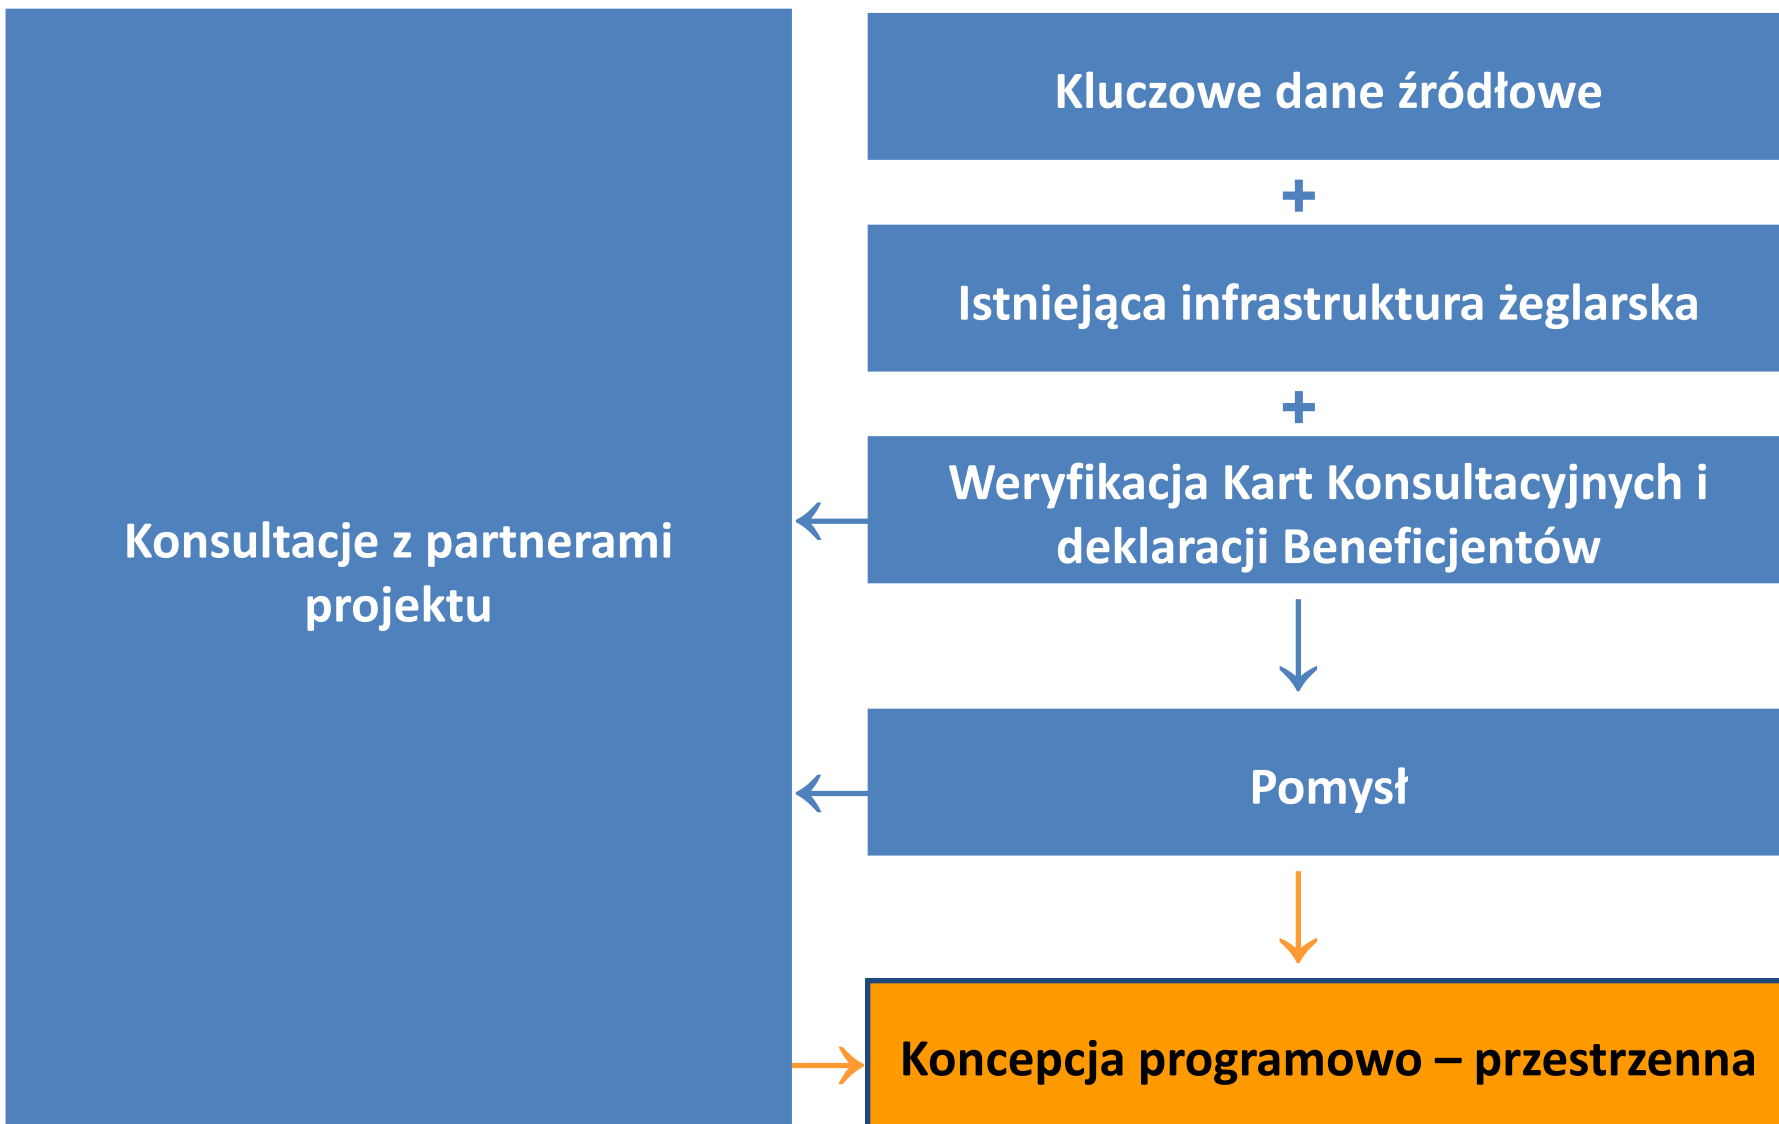 Kluczowe dane źródłowe
+
Istniejąca infrastruktura żeglarska
+
Weryfikacja Kart Konsultacyjnych i
deklaracji Beneficjentów
Konsultacje z partnerami
projektu
Pomysł
Koncepcja programowo – przestrzenna